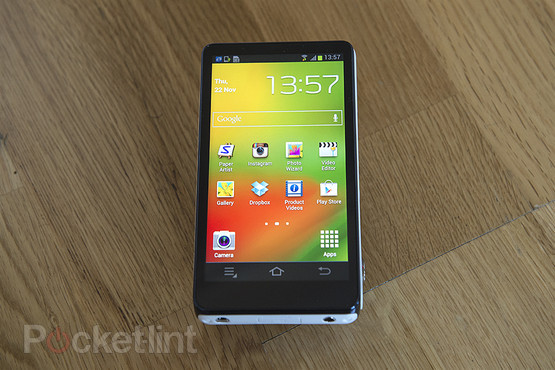 13:57
Thu,
22 Nov
13:57
Google
Paper Artist
Instagram
Photo Wizard
Video Editor
Gallery
Dropbox
Product Videos
Play Store
Camera
Apps
Pocketlint